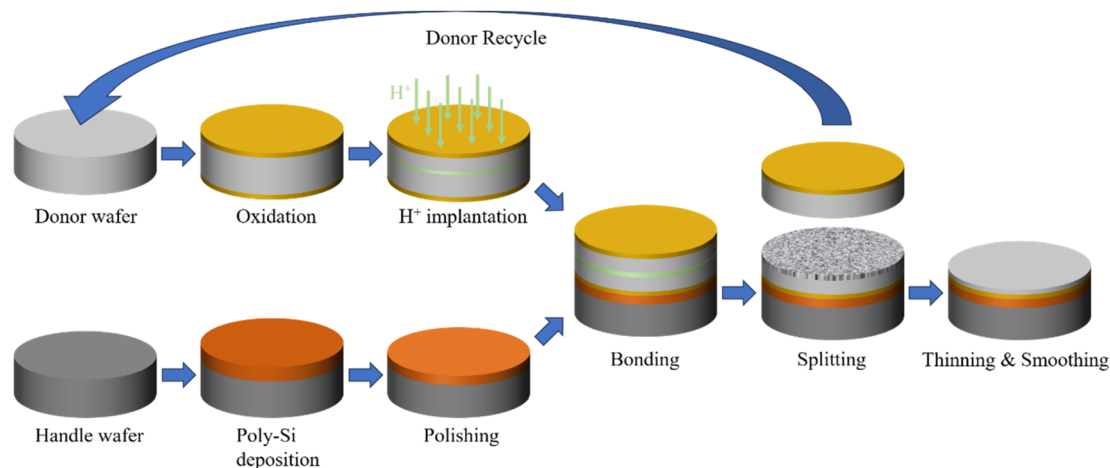 Donor Recycle
H⁺
Donor wafer
Oxidation
H⁺ implantation
Handle wafer
Poly-Si
deposition
Polishing
Bonding
Splitting
Thinning & Smoothing